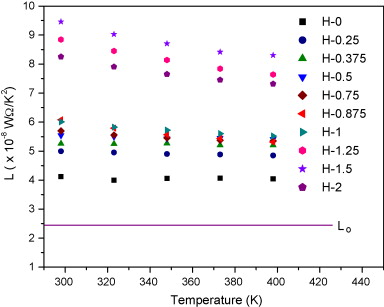 10
9
8
7
6
5
4
3
2
1
L ( x 10⁻⁸ WΩ/K²)
300 320 340 360 380 400 420 440
Temperature (K)
H-0
H-0.25
H-0.375
H-0.5
H-0.75
H-0.875
H-1
H-1.25
H-1.5
H-2
L₀